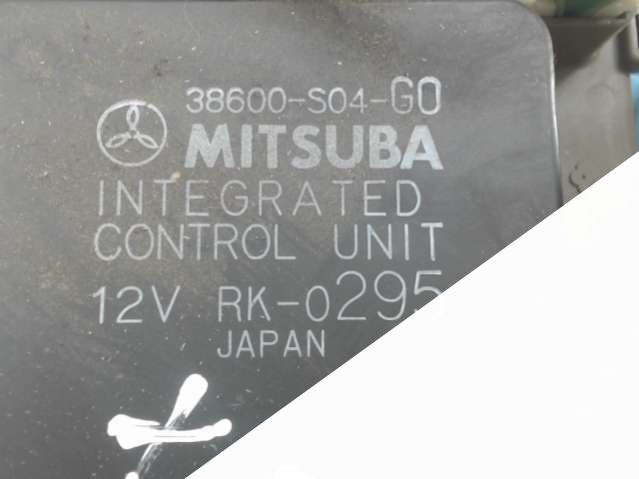 38600-S04-G0
MITSUBA
INTEGRATED
CONTROL UNIT
12V RK-0295
JAPAN